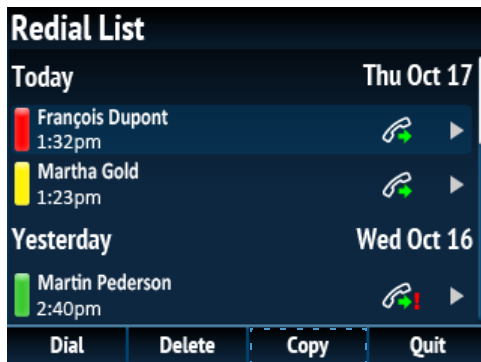 Redial List
Today Thu Oct 17
François Dupont
1:32pm
Martha Gold
1:23pm
Yesterday Wed Oct 16
Martin Pederson
2:40pm
Dial Delete Copy Quit